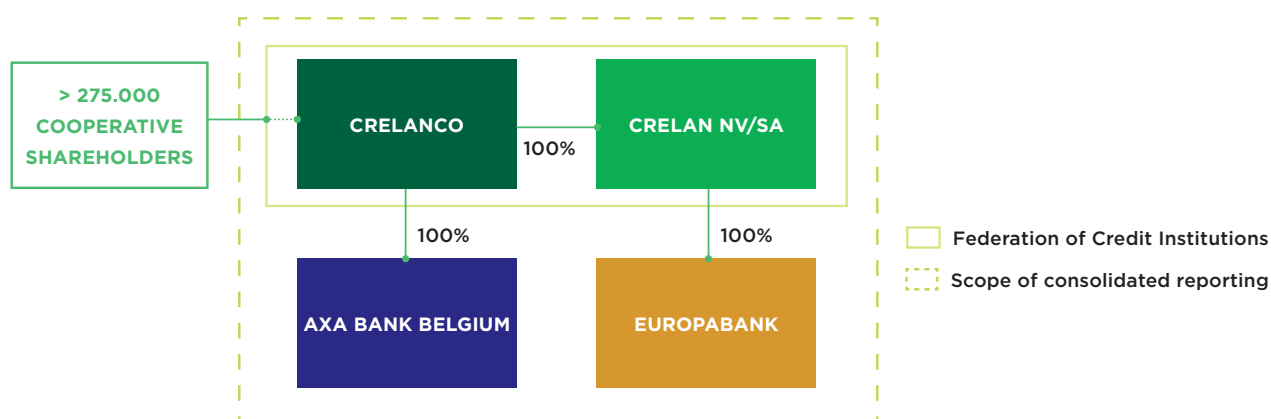 > 275.000
COOPERATIVE
SHAREHOLDERS
CRELANCO
CRELAN NV/SA
100%
100%
100%
AXA BANK BELGIUM
EUROPABANK
Federation of Credit Institutions
Scope of consolidated reporting